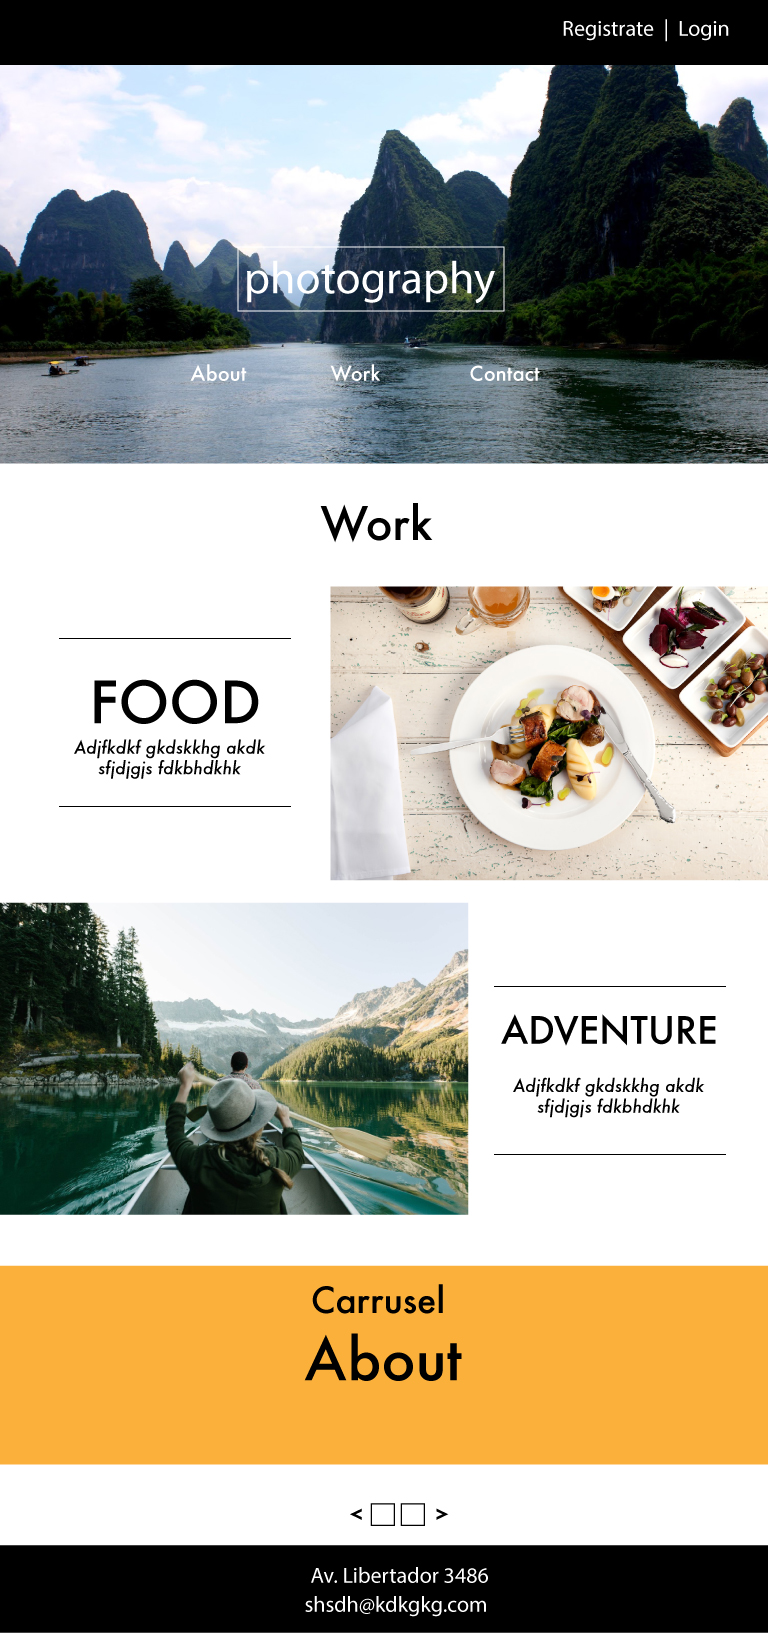 Registrate | Login
photography
About Work Contact
Work
FOOD
Adjfkdkf gkdskkhg akdk
sfjdjgjs fdkbhdkhk
ADVENTURE
Adjfkdkf gkdskkhg akdk
sfjdjgjs fdkbhdkhk
Carrusel
About
< >
Av. Libertador 3486
shsdh@kdkgkg.com